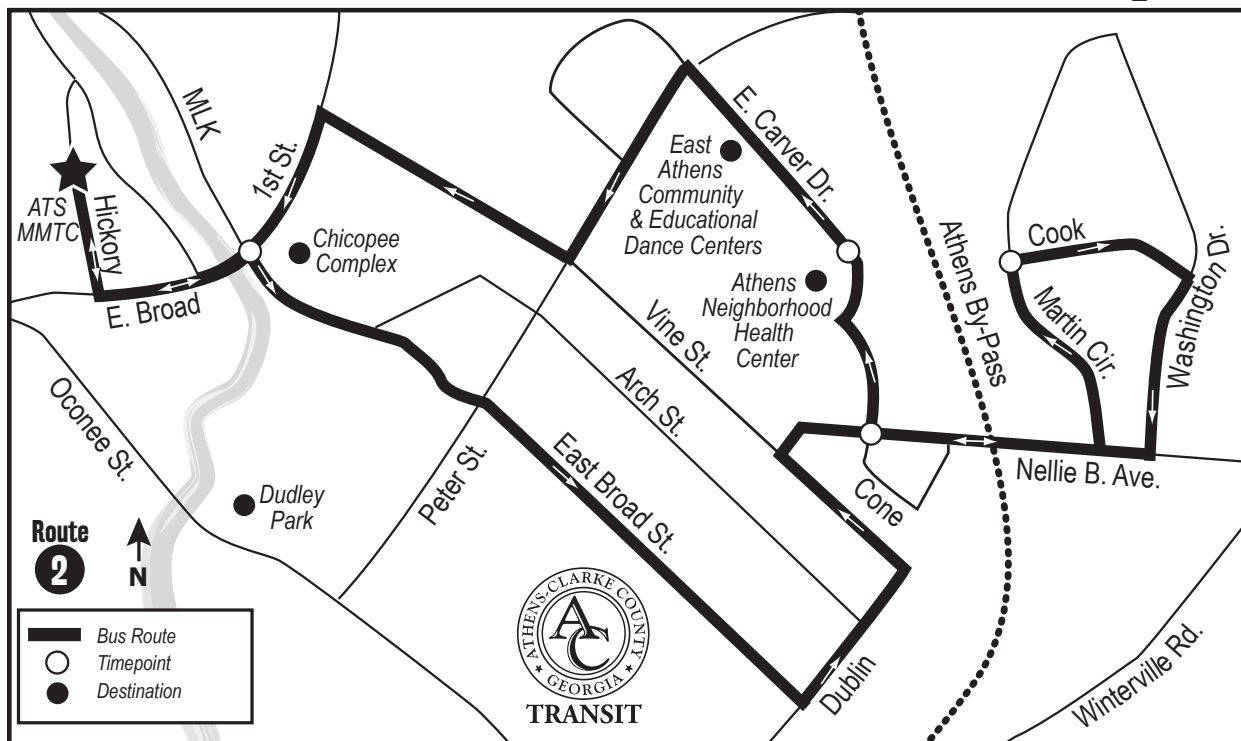 MLK
1st St.
E. Carver Dr.
East
Athens
Community
& Educational
Dance Centers
ATS
MMTC
Hickory
Chicopee
Complex
E. Broad
Athens
Neighborhood
Health
Center
Athens By-Pass
Cook
Martin Cir.
Washington Dr.
Vine St.
Arch St.
Oconee St.
Peter St.
East Broad St.
Nellie B. Ave.
Cone
Dudley
Park
Dublin
Winterville Rd.
Route
2
N
Bus Route
Timepoint
Destination
ATHENS-CLARKE COUNTY
AC
GEORGIA
TRANSIT